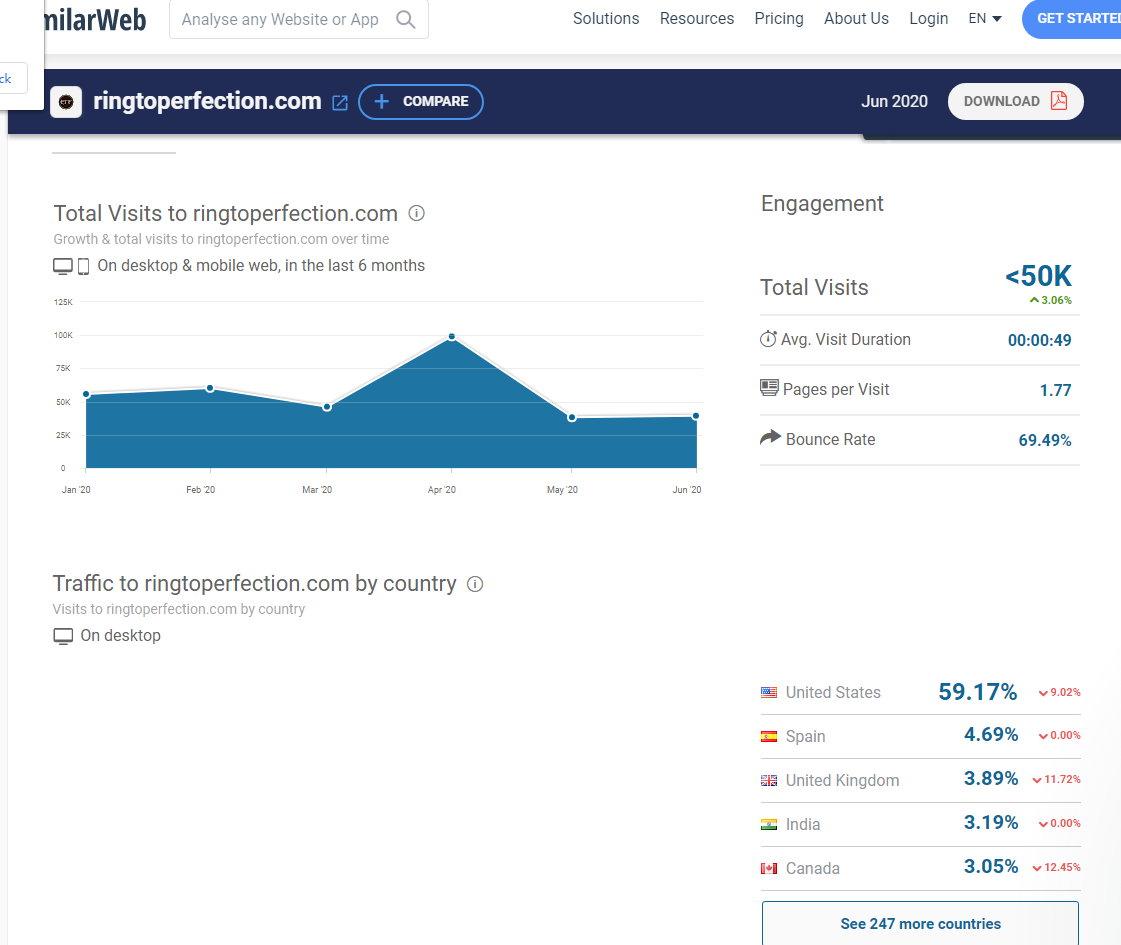 milarWeb
Analyse any Website or App
Solutions
Resources
Pricing
About Us
Login
EN
GET STARTED
ck
ringtoperfection.com
COMPARE
Jun 2020
DOWNLOAD
Total Visits to ringtoperfection.com
Growth & total visits to ringtoperfection.com over time
On desktop & mobile web, in the last 6 months
125K
100K
75K
50K
25K
0
Jan '20
Feb '20
Mar '20
Apr '20
May '20
Jun '20
Engagement
Total Visits
<50K
3.06%
Avg. Visit Duration
00:00:49
Pages per Visit
1.77
Bounce Rate
69.49%
Traffic to ringtoperfection.com by country
Visits to ringtoperfection.com by country
On desktop
United States
59.17%
9.02%
Spain
4.69%
0.00%
United Kingdom
3.89%
11.72%
India
3.19%
0.00%
Canada
3.05%
12.45%
See 247 more countries